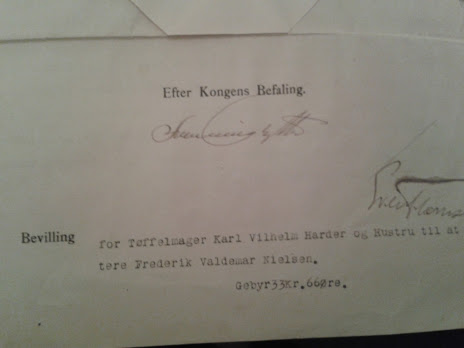 Efter Kongens Befaling.
Bevilling
for Tøffelmager Karl Vilhelm Harder og Hustru til at
tere Frederik Valdemar Nielsen.
Gebyr33Kr.66Øre.